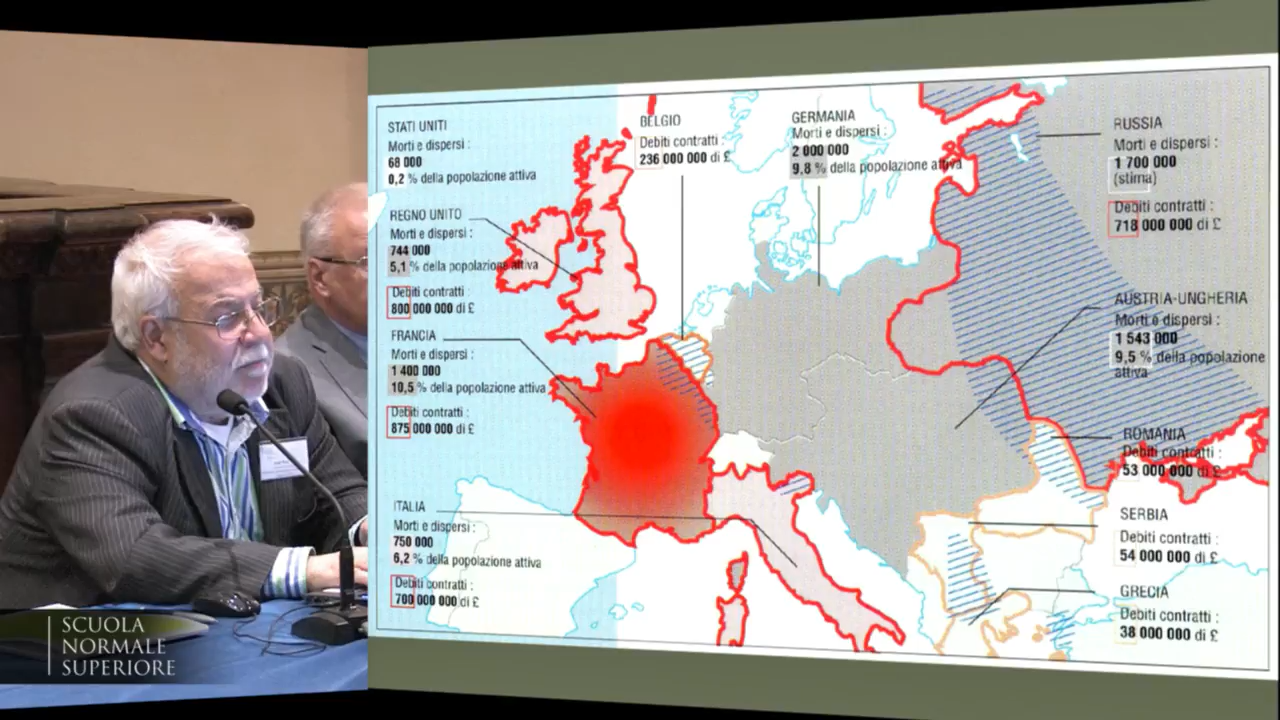 STATI UNITI
Morti e dispersi :
68 000
0,2 % della popolazione attiva
REGNO UNITO
Morti e dispersi :
744 000
5,1 % della popolazione attiva
Debiti contratti :
800 000 000 di £
FRANCIA
Morti e dispersi :
1 400 000
10,5 % della popolazione attiva
Debiti contratti :
875 000 000 di £
ITALIA
Morti e dispersi :
750 000
6,2 % della popolazione attiva
Debiti contratti :
700 000 000 di £
BELGIO
Debiti contratti :
236 000 000 di £
GERMANIA
Morti e dispersi :
2 000 000
9,8 % della popolazione attiva
RUSSIA
Morti e dispersi :
1 700 000
(stima)
Debiti contratti :
718 000 000 di £
AUSTRIA-UNGHERIA
Morti e dispersi :
1 543 000
9,5 % della popolazione
attiva
ROMANIA
Debiti contratti :
53 000 000 di £
SERBIA
Debiti contratti :
54 000 000 di £
GRECIA
Debiti contratti :
38 000 000 di £
SCUOLA
NORMALE
SUPERIORE